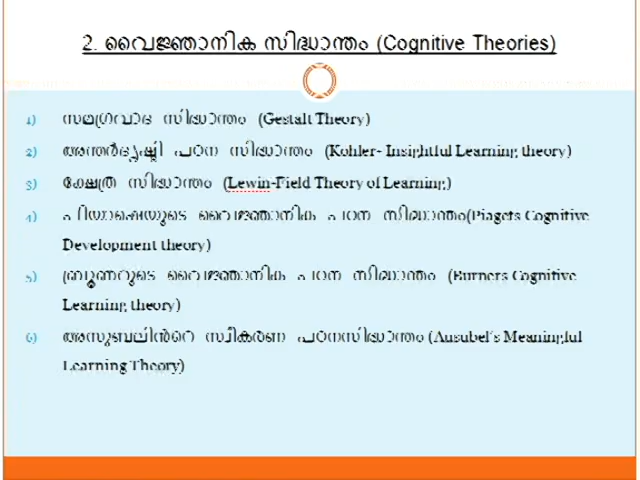 2. വൈജ്ഞാനിക സിദ്ധാന്തം (Cognitive Theories)
1) സമഗ്രവാദ സിദ്ധാന്തം (Gestalt Theory)
2) അന്തർദൃഷ്ടി പഠന സിദ്ധാന്തം (Kohler- Insightful Learning theory)
3) ക്ഷേത്ര സിദ്ധാന്തം (Lewin-Field Theory of Learning)
4) പിയാഷെയുടെ വൈജ്ഞാനിക പഠന സിദ്ധാന്തം(Piagets Cognitive
Development theory)
5) ബ്രൂണറുടെ വൈജ്ഞാനിക പഠന സിദ്ധാന്തം (Burners Cognitive
Learning theory)
6) അസുബലിൻറെ സ്വീകരണ പഠനസിദ്ധാന്തം (Ausubel's Meaningful
Learning Theory)